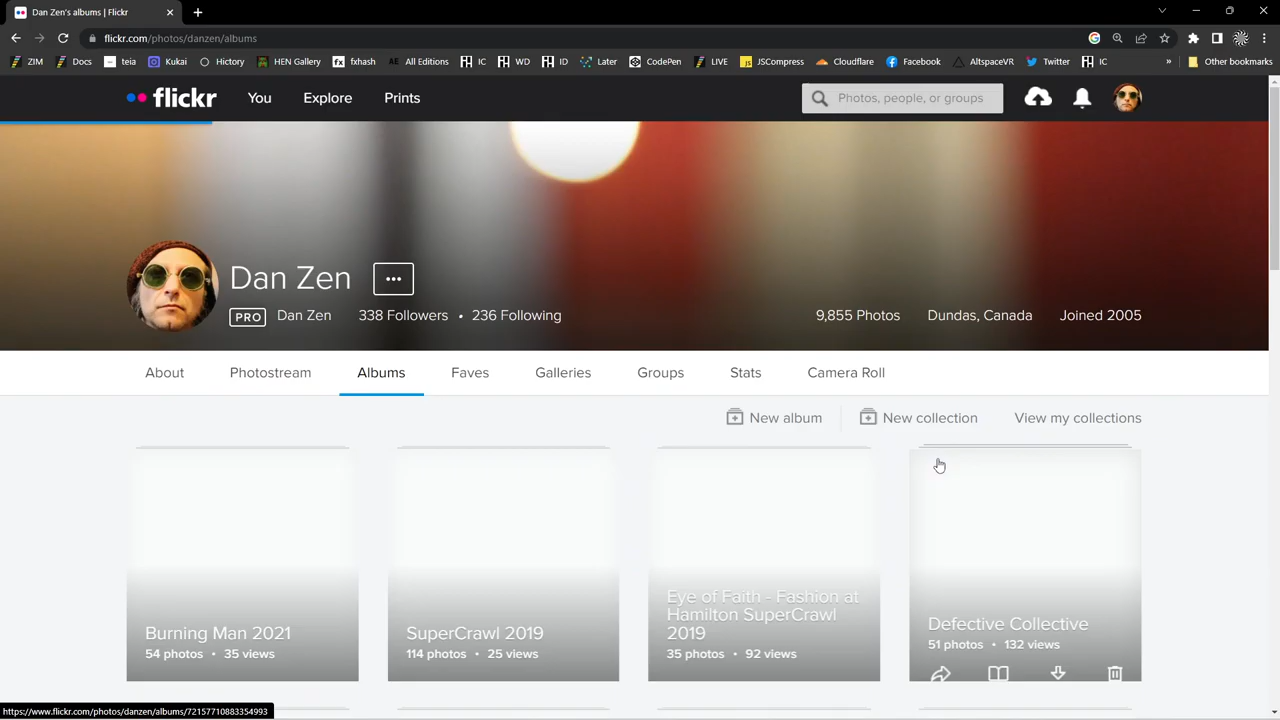 Dan Zen's albums | Flickr
flickr.com/photos/danzen/albums
ZIM Docs teia Kukai Hictory HEN Gallery fx fxhash AE All Editions IC WD ID Later CodePen LIVE JS JSCompress Cloudflare Facebook AltspaceVR Twitter IC » Other bookmarks
flickr You Explore Prints Photos, people, or groups
Dan Zen
PRO Dan Zen 338 Followers • 236 Following 9,855 Photos Dundas, Canada Joined 2005
About Photostream Albums Faves Galleries Groups Stats Camera Roll
New album New collection View my collections
Burning Man 2021
54 photos • 35 views
SuperCrawl 2019
114 photos • 25 views
Eye of Faith - Fashion at
Hamilton SuperCrawl
2019
35 photos • 92 views
Defective Collective
51 photos • 132 views
https://www.flickr.com/photos/danzen/albums/72157710883354993